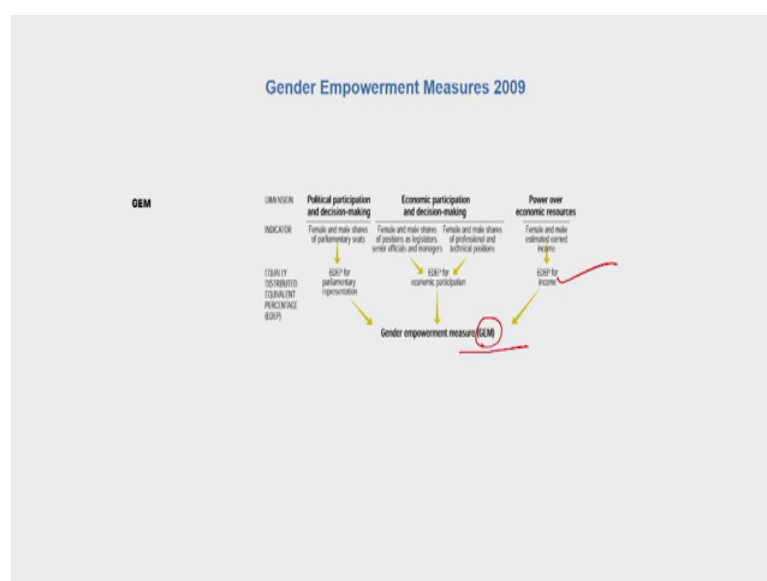 Gender Empowerment Measures 2009
GEM
DIMENSION
Political participation
and decision-making
Economic participation
and decision-making
Power over
economic resources
INDICATOR
Female and male shares
of parliamentary seats
Female and male shares
of positions as legislators,
senior officials and managers
Female and male shares
of professional and
technical positions
Female and male
estimated earned
income
EQUALLY
DISTRIBUTED
EQUIVALENT
PERCENTAGE
(EDEP)
EDEP for
parliamentary
representation
EDEP for
economic participation
EDEP for
income
Gender empowerment measure (GEM)